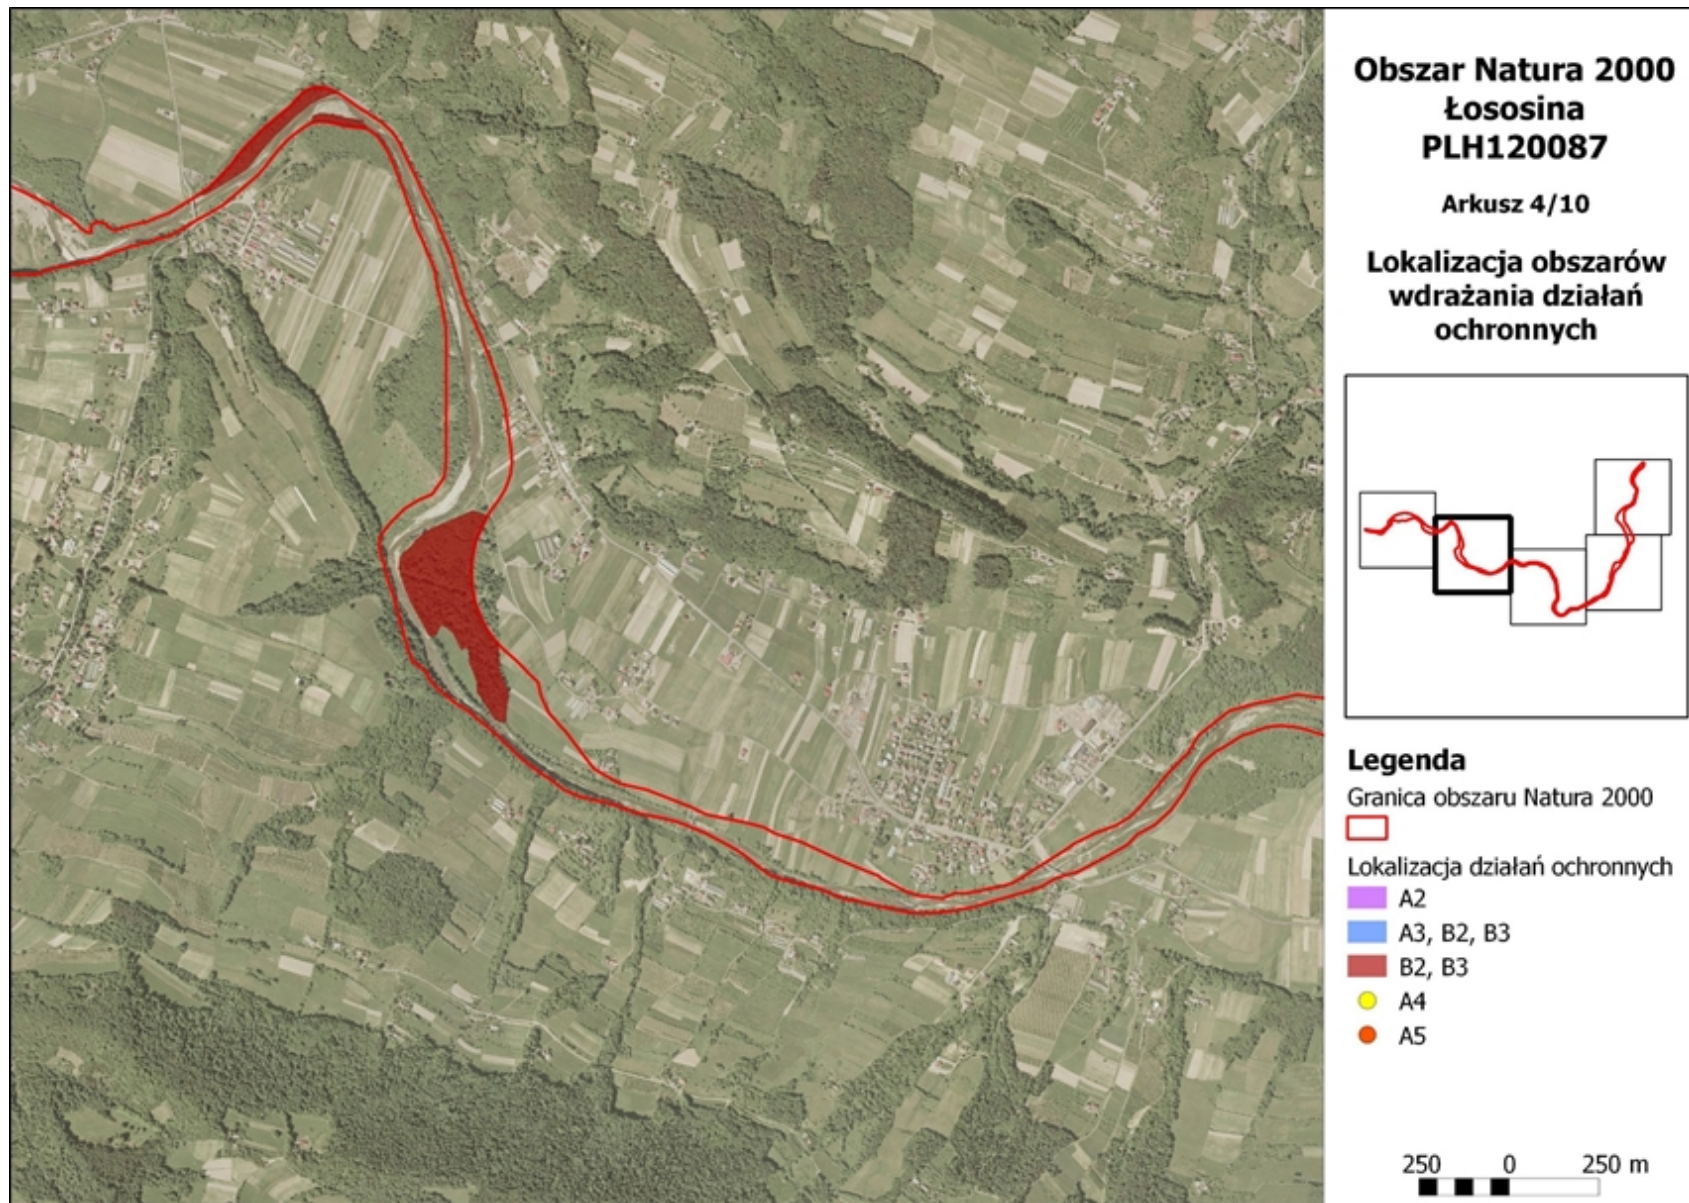 Obszar Natura 2000
Łososina
PLH120087
Arkusz 4/10
Lokalizacja obszarów
wdrażania działań
ochronnych
Legenda
Granica obszaru Natura 2000
Lokalizacja działań ochronnych
A2
A3, B2, B3
B2, B3
A4
A5
250 0 250 m